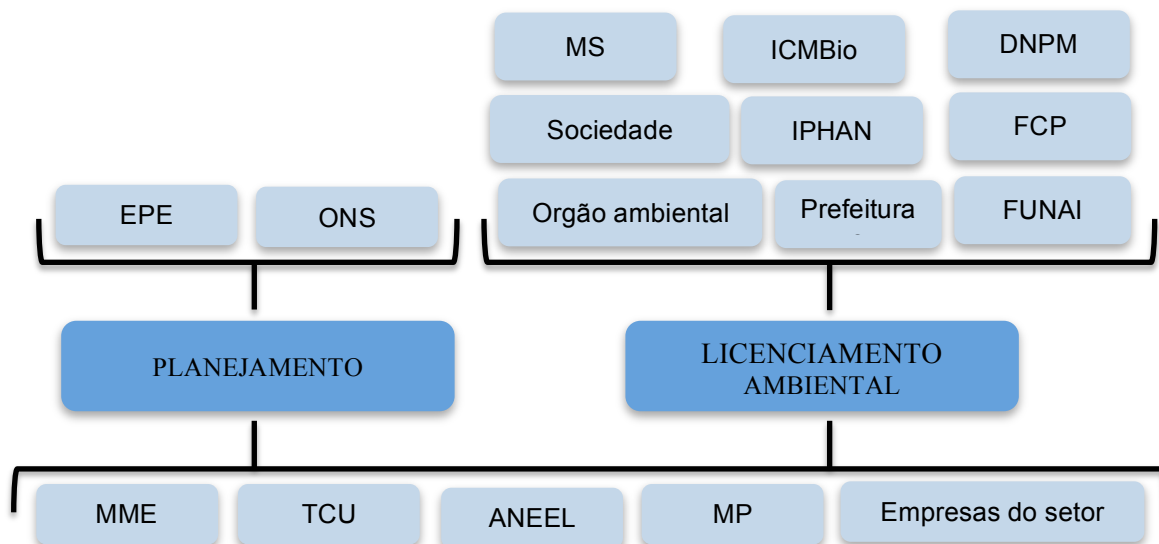 MS
ICMBio
DNPM
Sociedade
IPHAN
FCP
EPE
ONS
Orgão ambiental
Prefeitura
FUNAI
PLANEJAMENTO
LICENCIAMENTO
AMBIENTAL
MME
TCU
ANEEL
MP
Empresas do setor